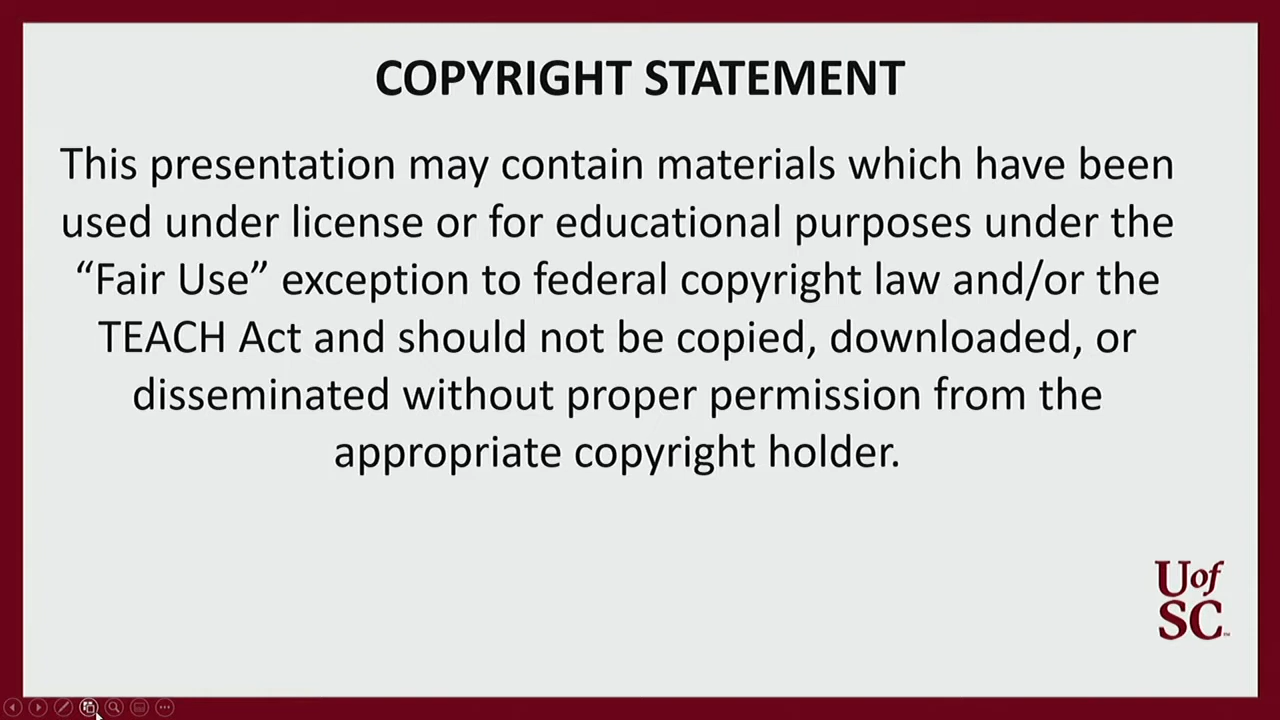 COPYRIGHT STATEMENT
This presentation may contain materials which have been
used under license or for educational purposes under the
“Fair Use” exception to federal copyright law and/or the
TEACH Act and should not be copied, downloaded, or
disseminated without proper permission from the
appropriate copyright holder.
U of
SC